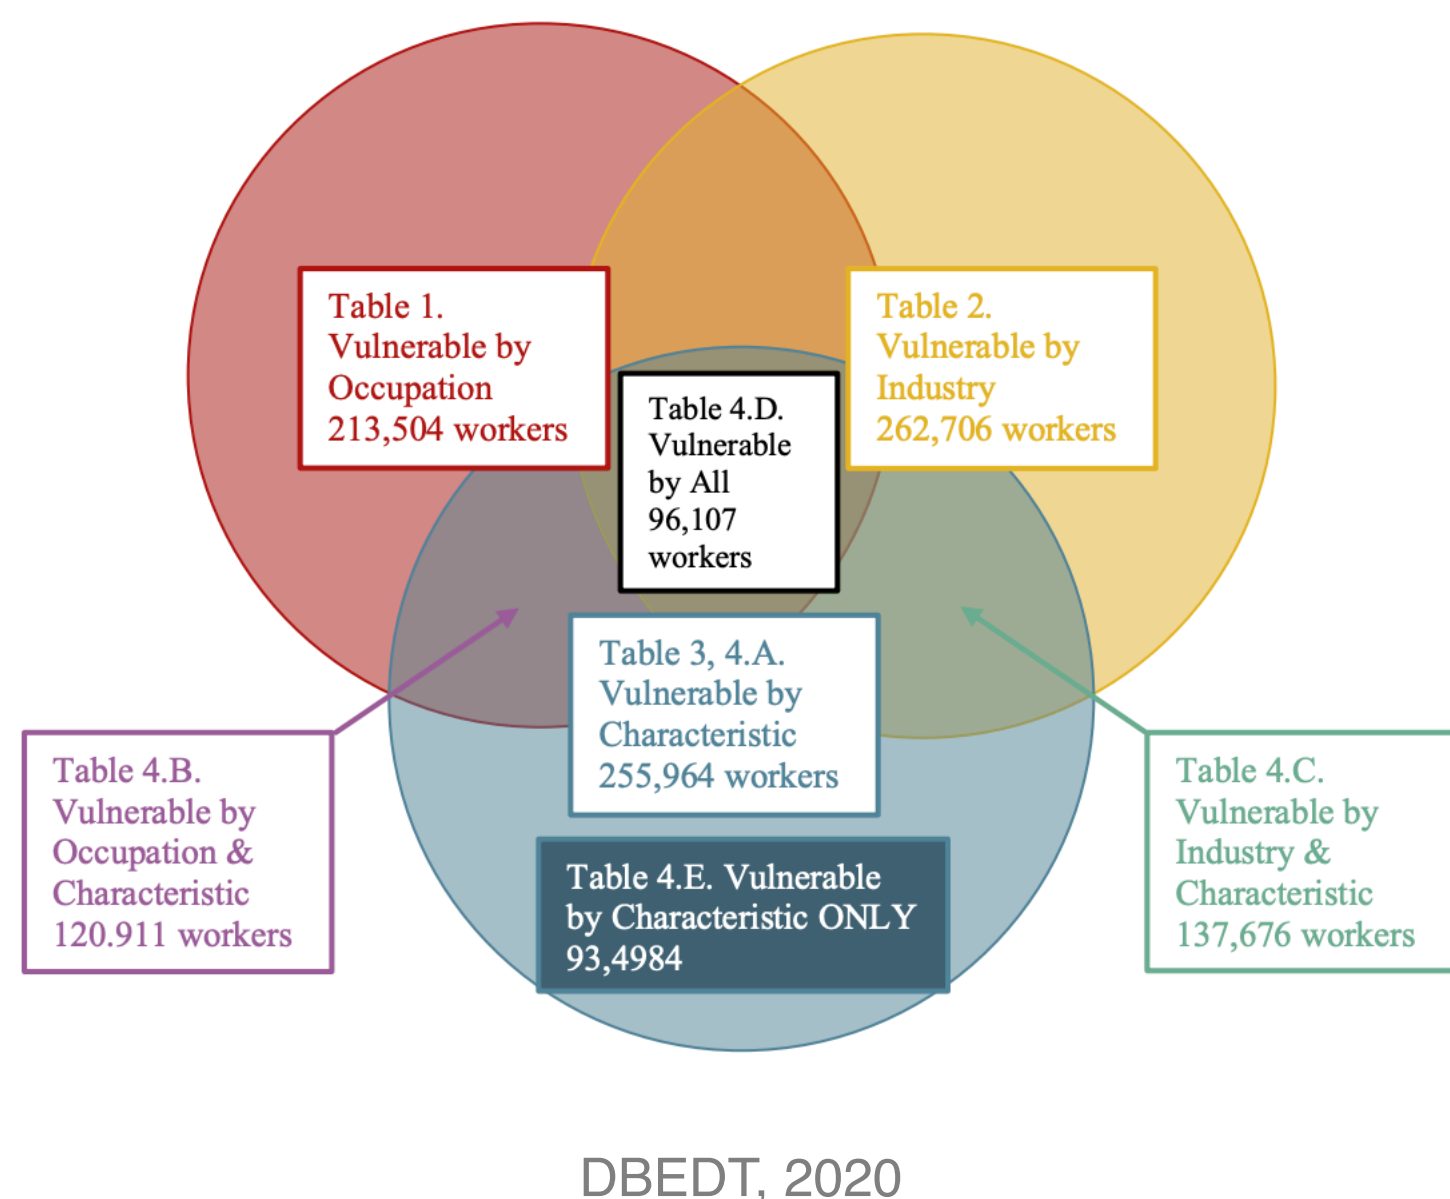 Table 1.
Vulnerable by
Occupation
213,504 workers
Table 2.
Vulnerable by
Industry
262,706 workers
Table 4.D.
Vulnerable
by All
96,107
workers
Table 3, 4.A.
Vulnerable by
Characteristic
255,964 workers
Table 4.B.
Vulnerable by
Occupation &
Characteristic
120.911 workers
Table 4.C.
Vulnerable by
Industry &
Characteristic
137,676 workers
Table 4.E. Vulnerable
by Characteristic ONLY
93,4984
DBEDT, 2020